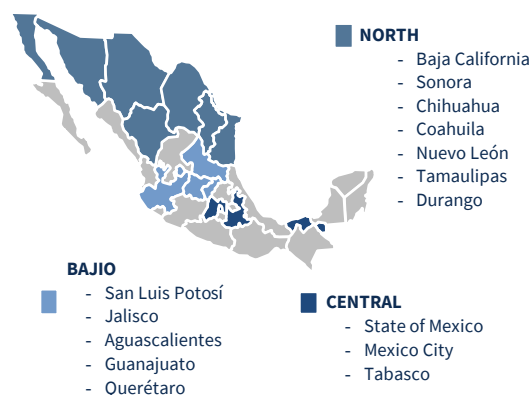 NORTH
- Baja California
- Sonora
- Chihuahua
- Coahuila
- Nuevo León
- Tamaulipas
- Durango
BAJIO
- San Luis Potosí
- Jalisco
- Aguascalientes
- Guanajuato
- Querétaro
CENTRAL
- State of Mexico
- Mexico City
- Tabasco